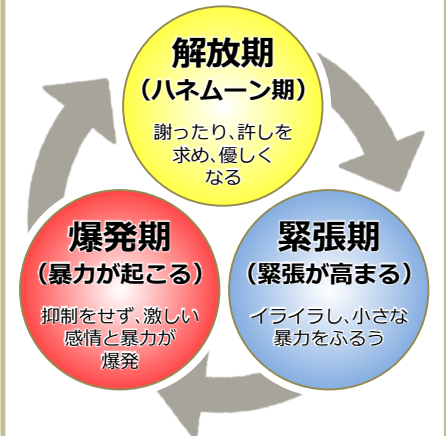 解放期
（ハネムーン期）
謝ったり、許しを
求め、優しく
なる
爆発期
（暴力が起こる）
抑制をせず、激しい
感情と暴力が
爆発
緊張期
（緊張が高まる）
イライラし、小さな
暴力をふるう